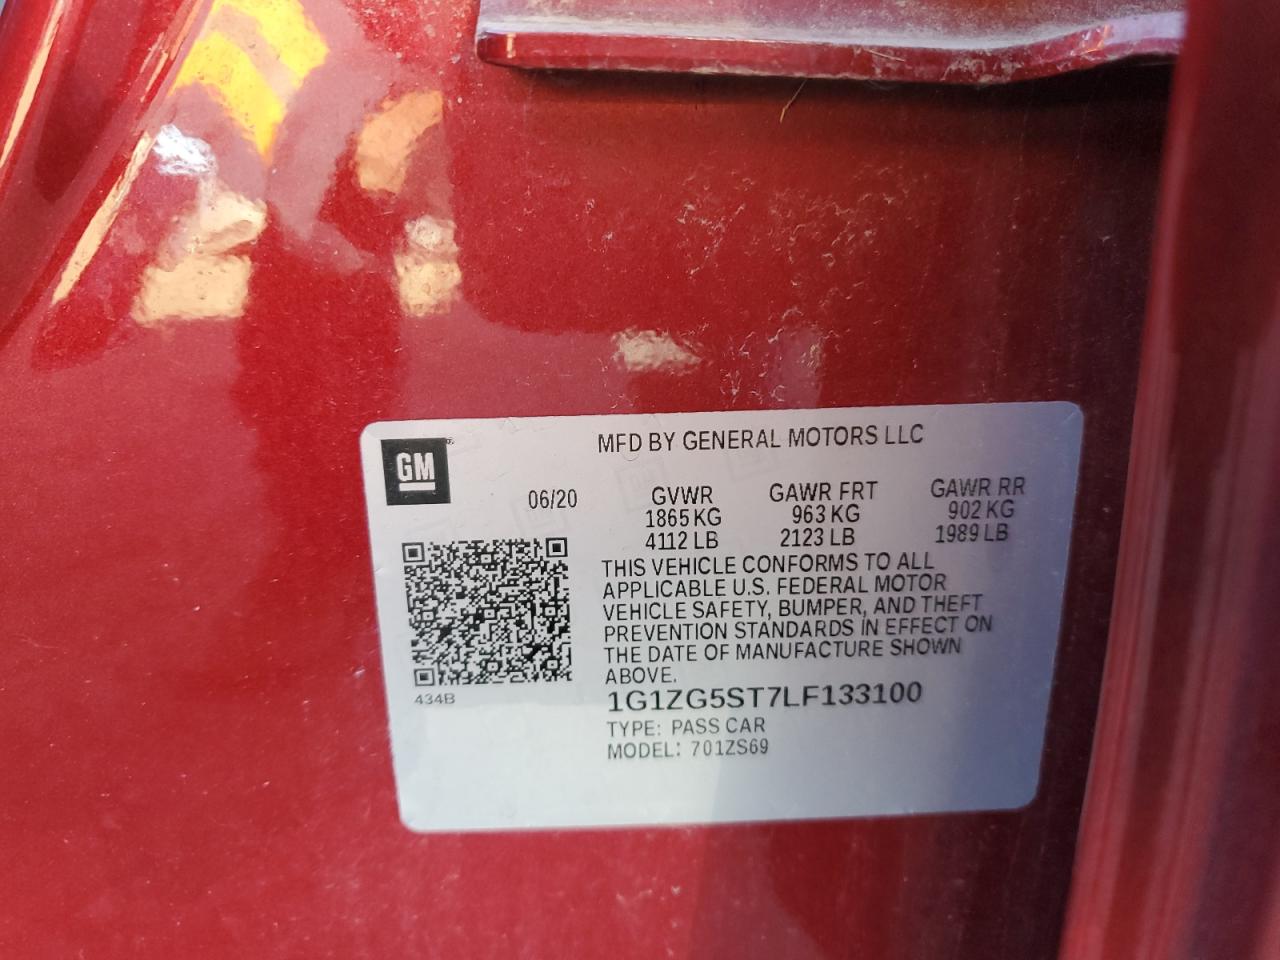 MFD BY GENERAL MOTORS LLC
GM
06/20 GVWR GAWR FRT GAWR RR
1865 KG 963 KG 902 KG
4112 LB 2123 LB 1989 LB
THIS VEHICLE CONFORMS TO ALL
APPLICABLE U.S. FEDERAL MOTOR
VEHICLE SAFETY, BUMPER, AND THEFT
PREVENTION STANDARDS IN EFFECT ON
THE DATE OF MANUFACTURE SHOWN
ABOVE.
434B
1G1ZG5ST7LF133100
TYPE: PASS CAR
MODEL: 701ZS69